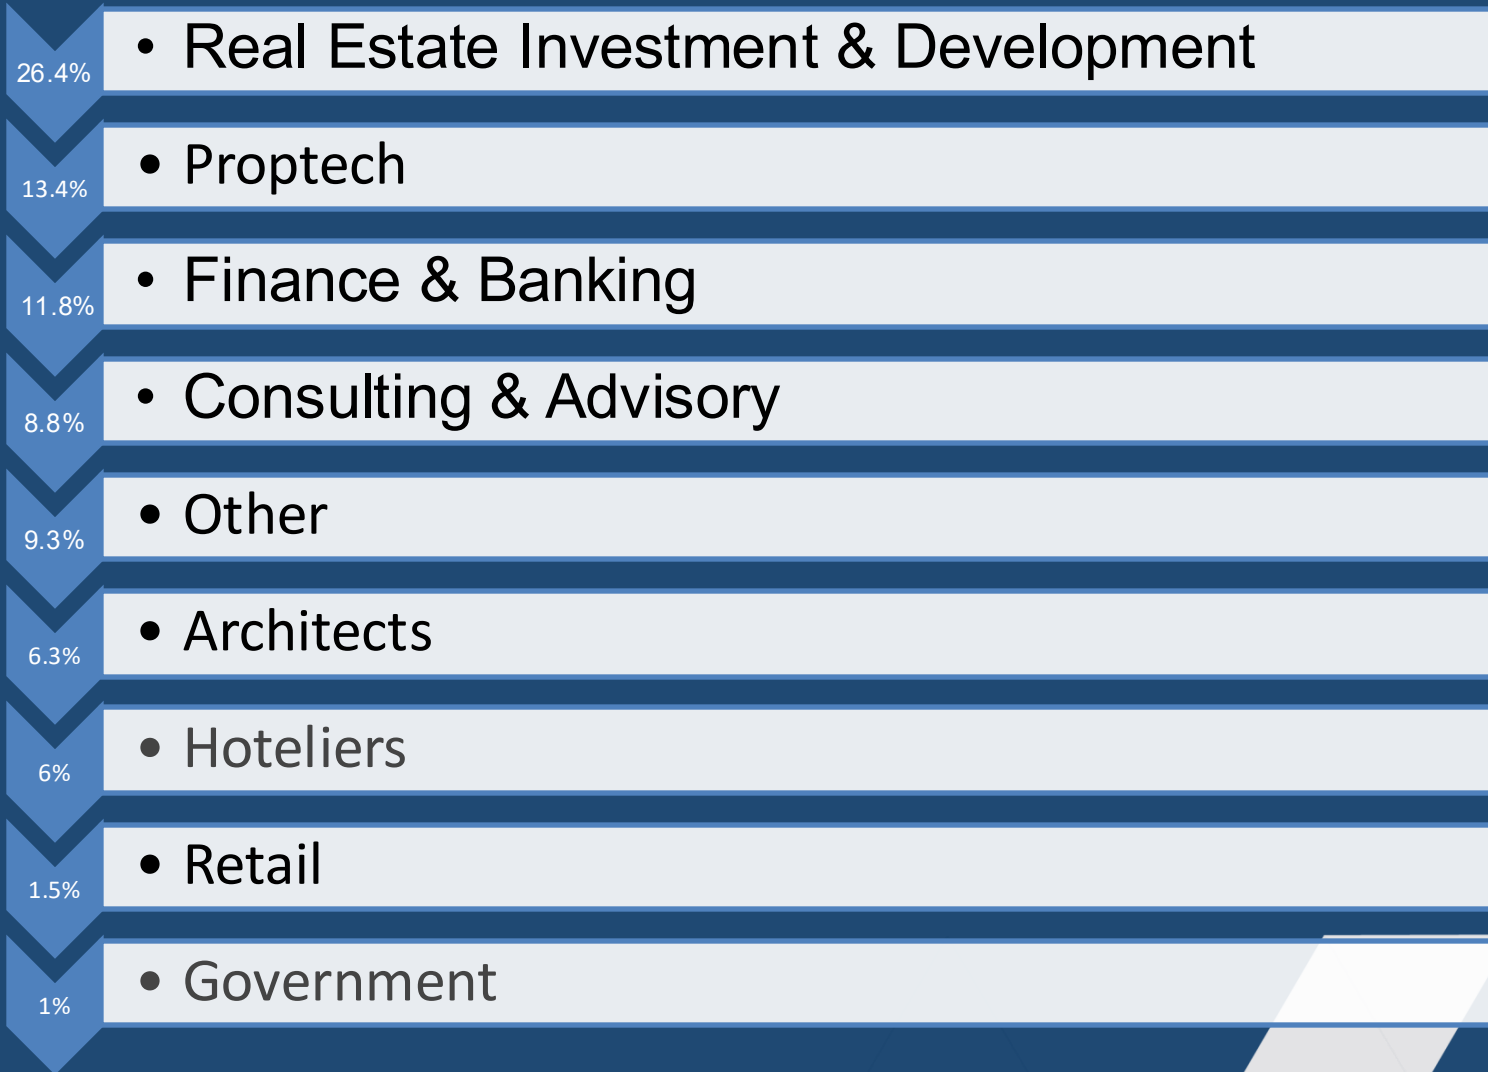 26.4%
• Real Estate Investment & Development
13.4%
• Proptech
11.8%
• Finance & Banking
8.8%
• Consulting & Advisory
9.3%
• Other
6.3%
• Architects
6%
• Hoteliers
1.5%
• Retail
1%
• Government